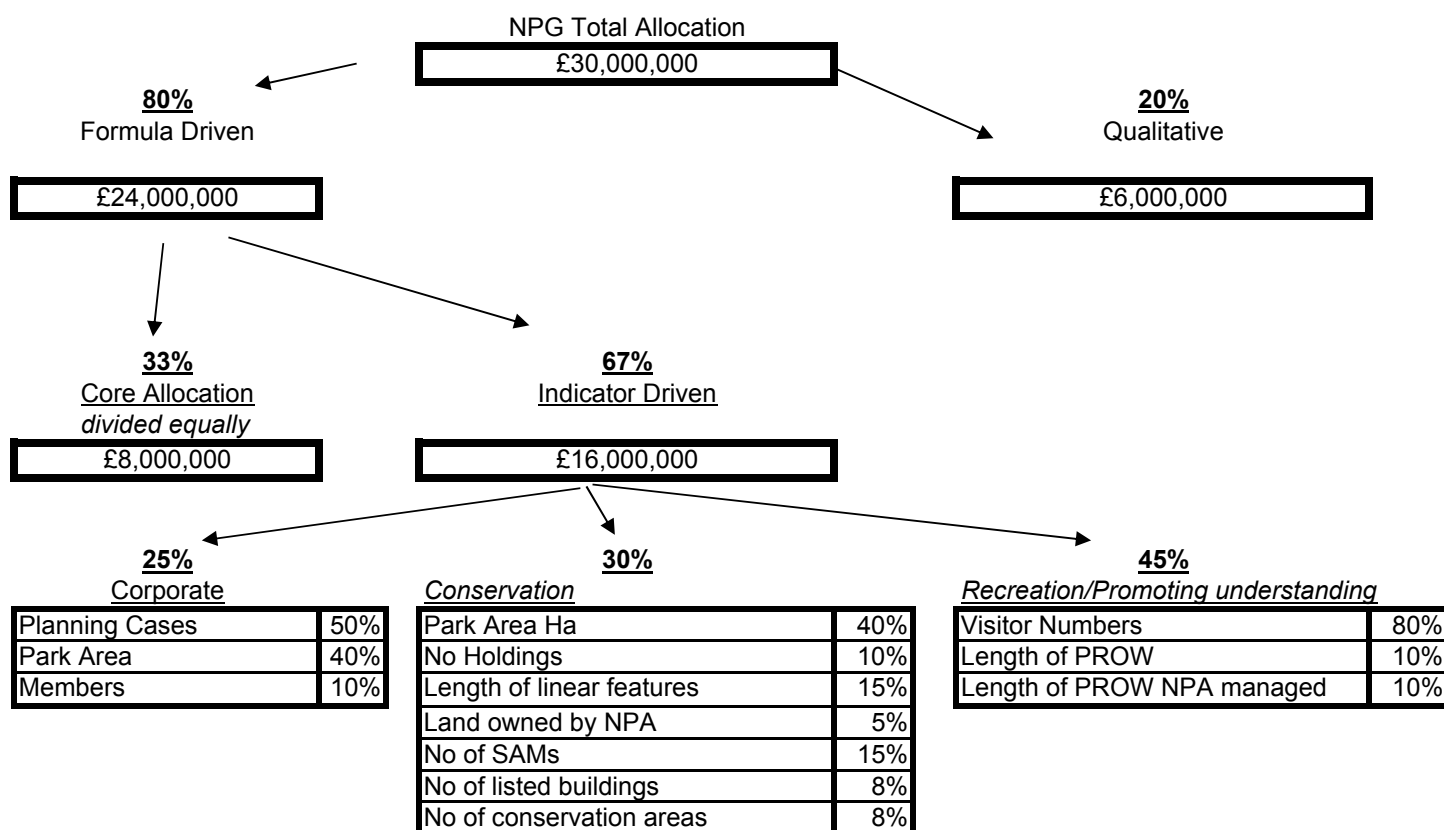 NPG Total Allocation
£30,000,000
80%
Formula Driven
£24,000,000
20%
Qualitative
£6,000,000
33%
Core Allocation
divided equally
£8,000,000
67%
Indicator Driven
£16,000,000
25%
Corporate
Planning Cases 50%
Park Area 40%
Members 10%
30%
Conservation
Park Area Ha 40%
No Holdings 10%
Length of linear features 15%
Land owned by NPA 5%
No of SAMs 15%
No of listed buildings 8%
No of conservation areas 8%
45%
Recreation/Promoting understanding
Visitor Numbers 80%
Length of PROW 10%
Length of PROW NPA managed 10%